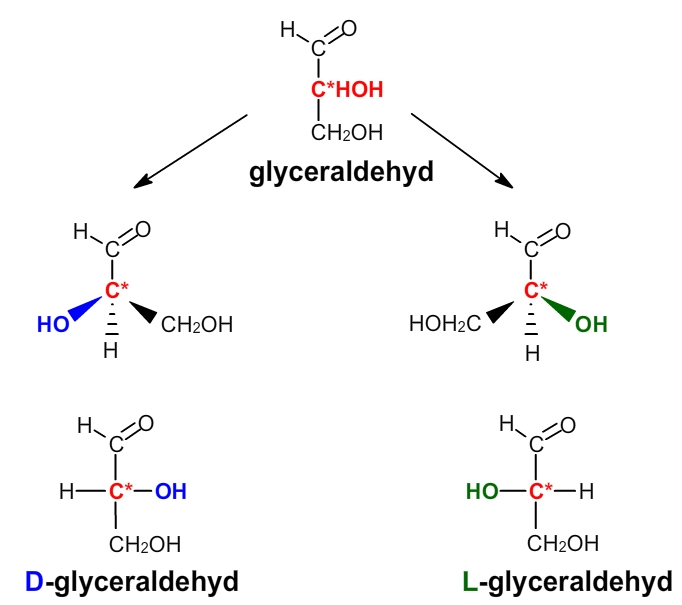 H O
C
C*HOH
CH2OH
glyceraldehyd
H O
C
C*
HO CH2OH
H
H O
C
C*
HOH2C OH
H
H O
C
H C* OH
CH2OH
D-glyceraldehyd
H O
C
HO C* H
CH2OH
L-glyceraldehyd